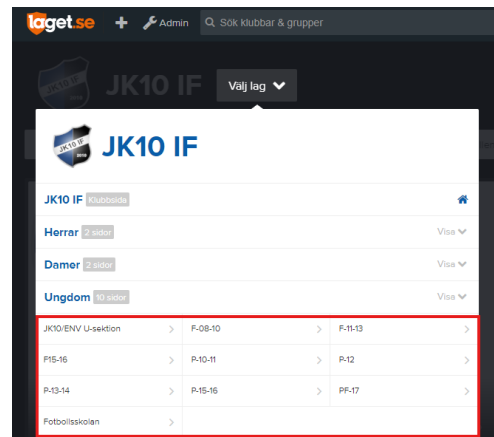 laget.se + Admin Sök klubbar & grupper
JK10 IF Välj lag
JK10 IF
JK10 IF Klubbsida
Herrar 2 sidor Visa
Damer 2 sidor Visa
Ungdom 10 sidor Visa
JK10/ENV U-sektion F-08-10 F-11-13
F15-16 P-10-11 P-12
P-13-14 P-15-16 PF-17
Fotbollsskolan